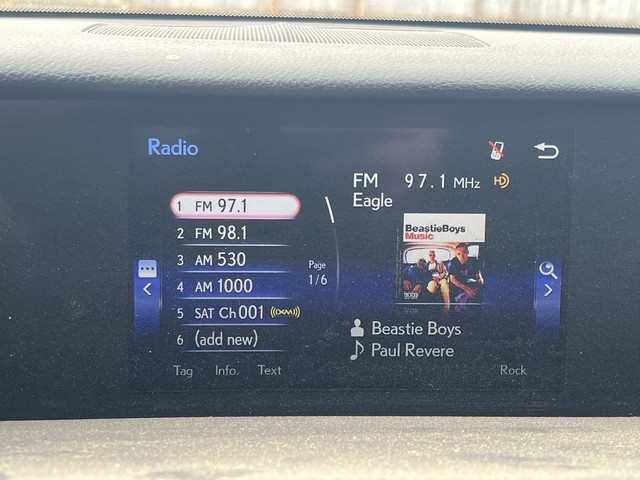 Radio
FM 97.1 MHz HD
Eagle
1 FM 97.1
2 FM 98.1
3 AM 530
4 AM 1000
5 SAT Ch 001 ((XM))
6 (add new)
Page
1/6
BeastieBoys
Music
Beastie Boys
Paul Revere
Tag Info. Text Rock